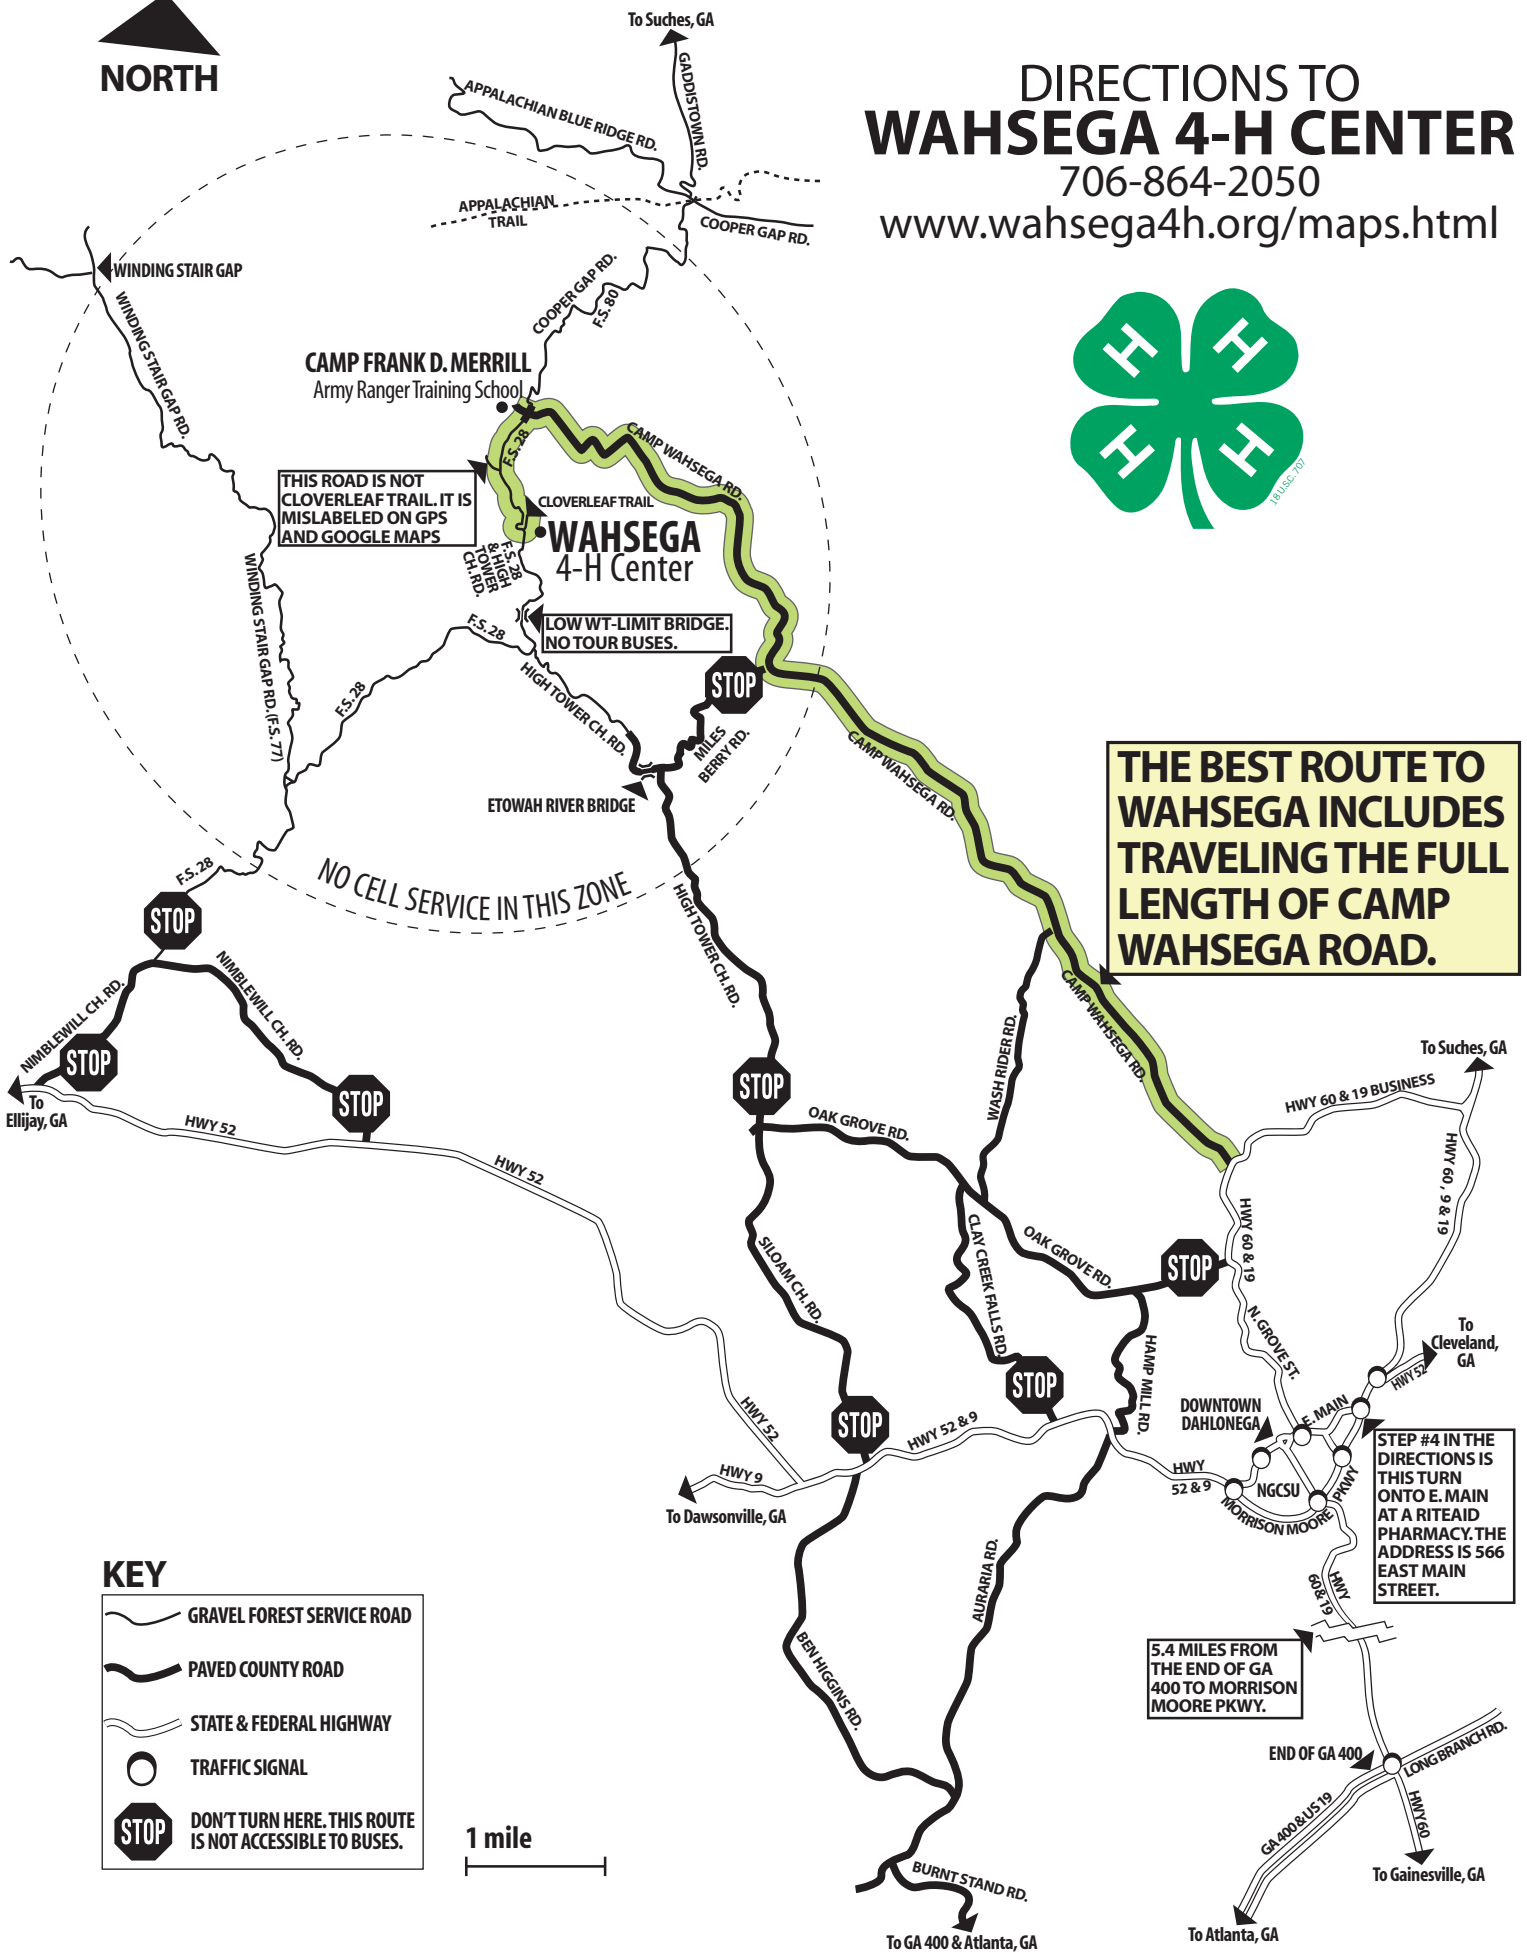 NORTH
To Suches, GA
DIRECTIONS TO
WAHSEGA 4-H CENTER
706-864-2050
www.wahsega4h.org/maps.html
GADDISTOWN RD.
APPALACHIAN BLUE RIDGE RD.
APPALACHIAN
TRAIL
COOPER GAP RD.
WINDING STAIR GAP
COOPER GAP RD.
F.S. 80
WINDING STAIR GAP RD.
H H
H H
18 U.S.C. 707
CAMP FRANK D. MERRILL
Army Ranger Training School
F.S. 28
CAMP WAHSEGA RD.
THIS ROAD IS NOT
CLOVERLEAF TRAIL. IT IS
MISLABELED ON GPS
AND GOOGLE MAPS
CLOVERLEAF TRAIL
WAHSEGA
4-H Center
F.S. 28
& HIGH
TOWER
CH. RD.
WINDING STAIR GAP RD. (F.S. 77)
F.S. 28
LOW WT-LIMIT BRIDGE.
NO TOUR BUSES.
STOP
HIGH TOWER CH. RD.
F.S. 28
MILES
BERRY RD.
CAMP WAHSEGA RD.
ETOWAH RIVER BRIDGE
THE BEST ROUTE TO
WAHSEGA INCLUDES
TRAVELING THE FULL
LENGTH OF CAMP
WAHSEGA ROAD.
NO CELL SERVICE IN THIS ZONE
F.S. 28
STOP
HIGH TOWER CH. RD.
NIMBLEWILL CH. RD.
NIMBLEWILL CH. RD.
CAMP WAHSEGA RD.
STOP
STOP
STOP
WASH RIDER RD.
To Suches, GA
To
Ellijay, GA
HWY 52
HWY 52
OAK GROVE RD.
HWY 60 & 19 BUSINESS
HWY 60, 9 & 19
HWY 60 & 19
SILOAM CH. RD.
CLAY CREEK FALLS RD.
OAK GROVE RD.
STOP
N. GROVE ST.
To
Cleveland,
GA
HWY 52
HAMP MILL RD.
STOP
STOP
HWY 52
HWY 52 & 9
DOWNTOWN
DAHLONEGA
E. MAIN
HWY 9
To Dawsonville, GA
HWY
52 & 9
NGCSU
MORRISON MOORE
PKWY
STEP #4 IN THE
DIRECTIONS IS
THIS TURN
ONTO E. MAIN
AT A RITEAID
PHARMACY. THE
ADDRESS IS 566
EAST MAIN
STREET.
HWY
60 & 19
AURARIA RD.
BEN HIGGINS RD.
5.4 MILES FROM
THE END OF GA
400 TO MORRISON
MOORE PKWY.
END OF GA 400
LONG BRANCH RD.
GA 400 & US 19
HWY 60
To Gainesville, GA
To Atlanta, GA
BURNT STAND RD.
To GA 400 & Atlanta, GA
KEY
GRAVEL FOREST SERVICE ROAD
PAVED COUNTY ROAD
STATE & FEDERAL HIGHWAY
TRAFFIC SIGNAL
STOP
DON'T TURN HERE. THIS ROUTE
IS NOT ACCESSIBLE TO BUSES.
1 mile